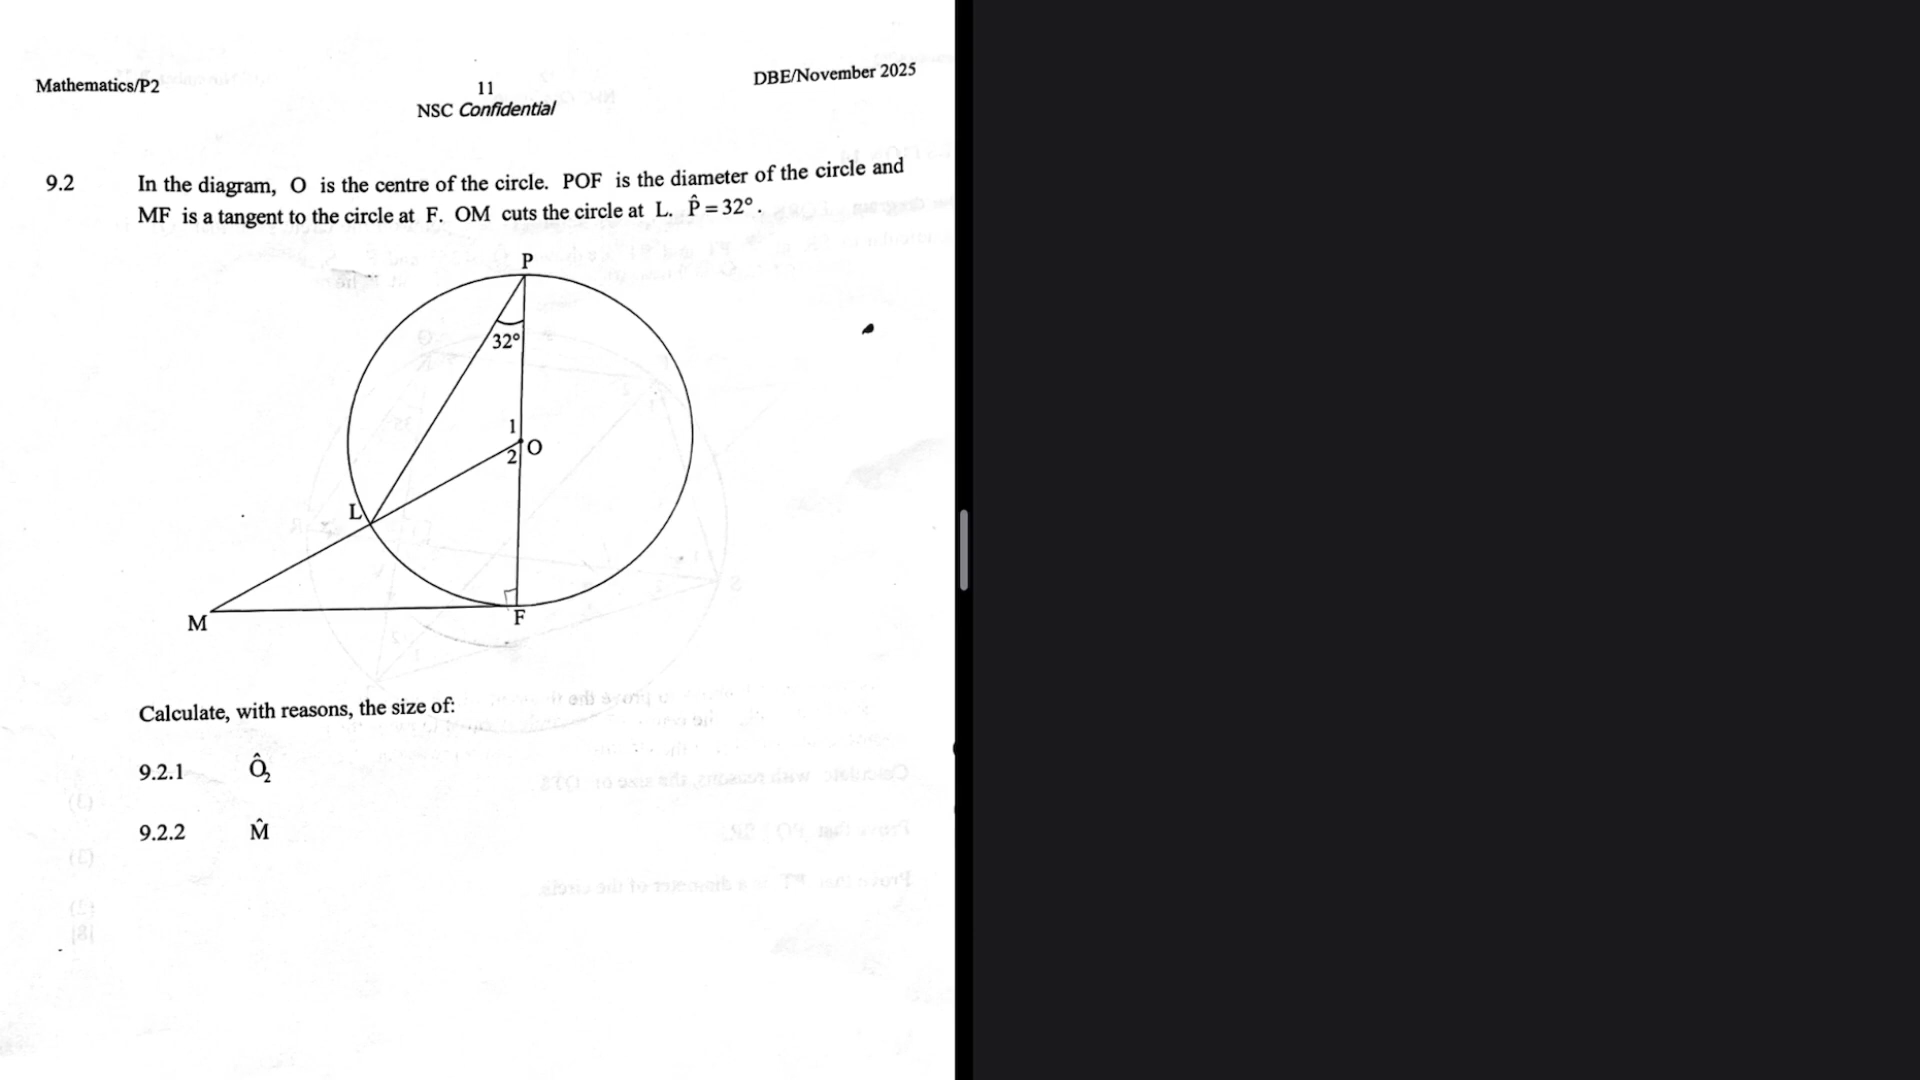 Mathematics/P2
11
NSC Confidential
DBE/November 2025
9.2 In the diagram, O is the centre of the circle. POF is the diameter of the circle and
MF is a tangent to the circle at F. OM cuts the circle at L. P̂ = 32°.
P
32°
1
O
2
L
M
F
Calculate, with reasons, the size of:
9.2.1 Ô₂
9.2.2 M̂